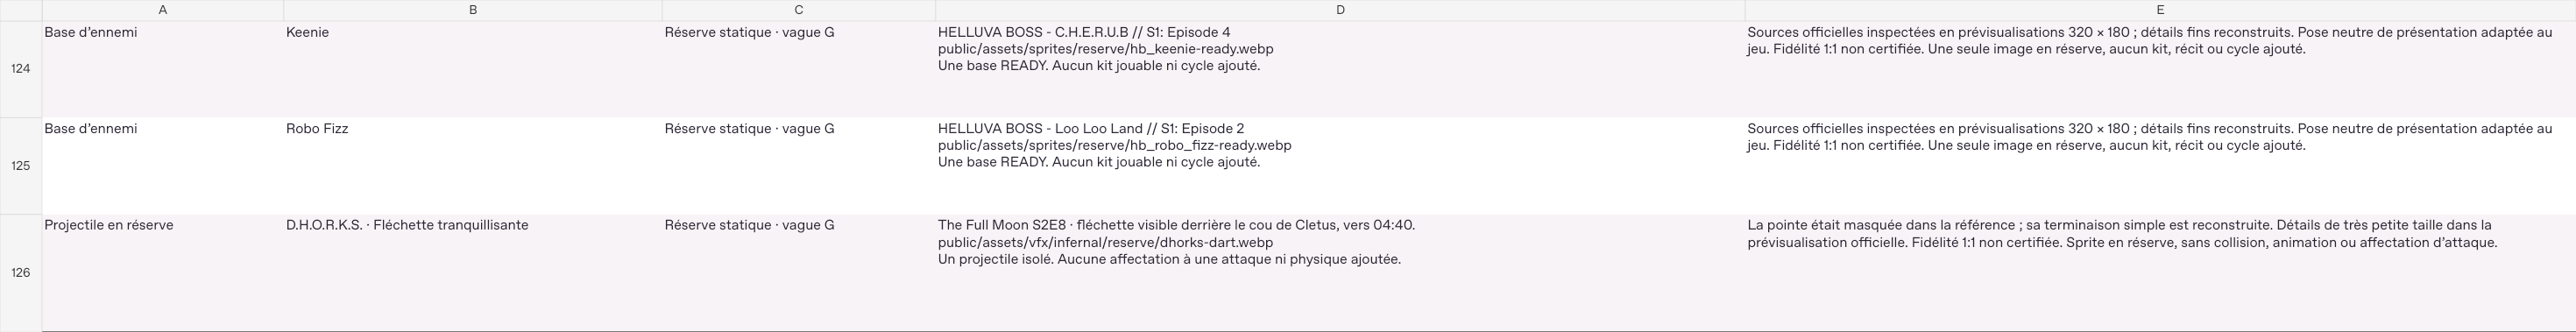 A B C D E
124
Base d’ennemi
Keenie
Réserve statique · vague G
HELLUVA BOSS - C.H.E.R.U.B // S1: Episode 4
public/assets/sprites/reserve/hb_keenie-ready.webp
Une base READY. Aucun kit jouable ni cycle ajouté.
Sources officielles inspectées en prévisualisations 320 × 180 ; détails fins reconstruits. Pose neutre de présentation adaptée au
jeu. Fidélité 1:1 non certifiée. Une seule image en réserve, aucun kit, récit ou cycle ajouté.
125
Base d’ennemi
Robo Fizz
Réserve statique · vague G
HELLUVA BOSS - Loo Loo Land // S1: Episode 2
public/assets/sprites/reserve/hb_robo_fizz-ready.webp
Une base READY. Aucun kit jouable ni cycle ajouté.
Sources officielles inspectées en prévisualisations 320 × 180 ; détails fins reconstruits. Pose neutre de présentation adaptée au
jeu. Fidélité 1:1 non certifiée. Une seule image en réserve, aucun kit, récit ou cycle ajouté.
126
Projectile en réserve
D.H.O.R.K.S. · Fléchette tranquillisante
Réserve statique · vague G
The Full Moon S2E8 · fléchette visible derrière le cou de Cletus, vers 04:40.
public/assets/vfx/infernal/reserve/dhorks-dart.webp
Un projectile isolé. Aucune affectation à une attaque ni physique ajoutée.
La pointe était masquée dans la référence ; sa terminaison simple est reconstruite. Détails de très petite taille dans la
prévisualisation officielle. Fidélité 1:1 non certifiée. Sprite en réserve, sans collision, animation ou affectation d’attaque.